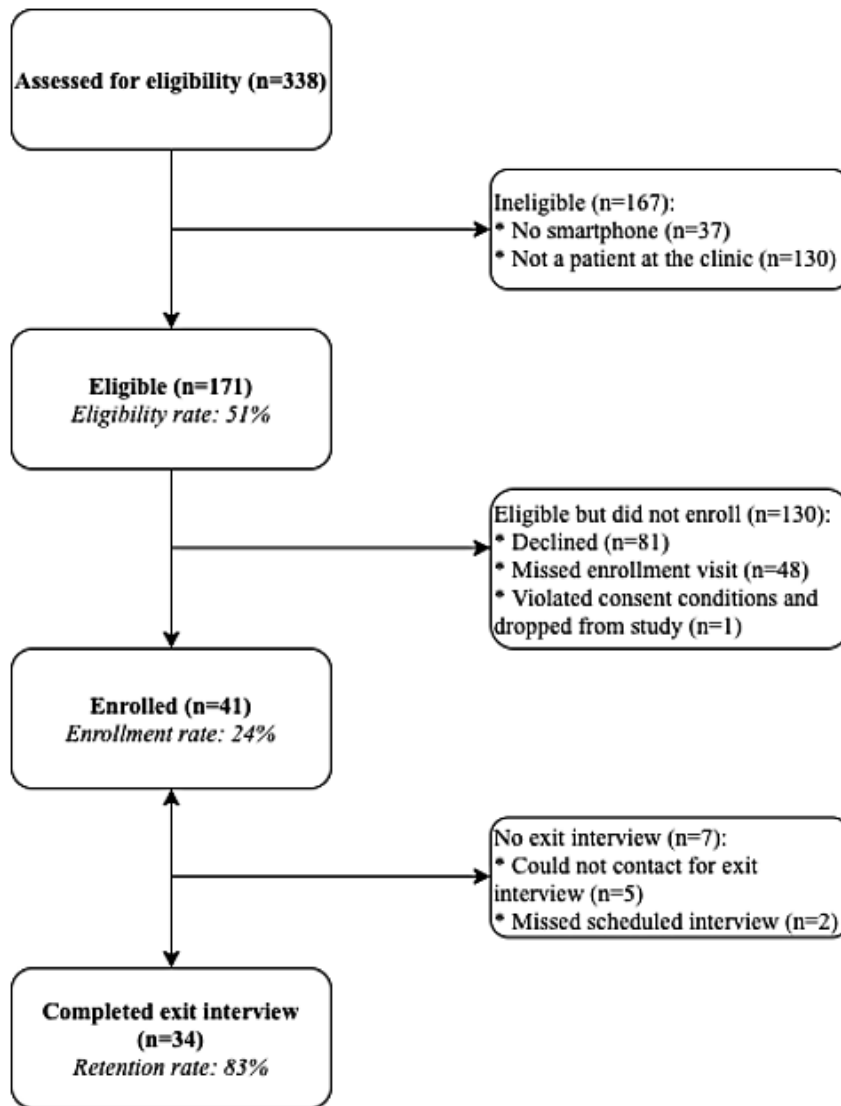 Assessed for eligibility (n=338)
Ineligible (n=167):
* No smartphone (n=37)
* Not a patient at the clinic (n=130)
Eligible (n=171)
Eligibility rate: 51%
Eligible but did not enroll (n=130):
* Declined (n=81)
* Missed enrollment visit (n=48)
* Violated consent conditions and
dropped from study (n=1)
Enrolled (n=41)
Enrollment rate: 24%
No exit interview (n=7):
* Could not contact for exit
interview (n=5)
* Missed scheduled interview (n=2)
Completed exit interview
(n=34)
Retention rate: 83%